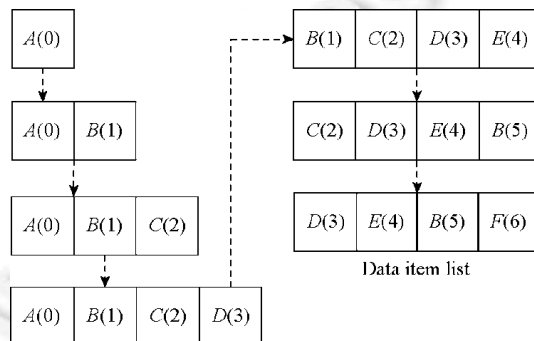 A(0)
A(0) B(1)
A(0) B(1) C(2)
A(0) B(1) C(2) D(3)
B(1) C(2) D(3) E(4)
C(2) D(3) E(4) B(5)
D(3) E(4) B(5) F(6)
Data item list